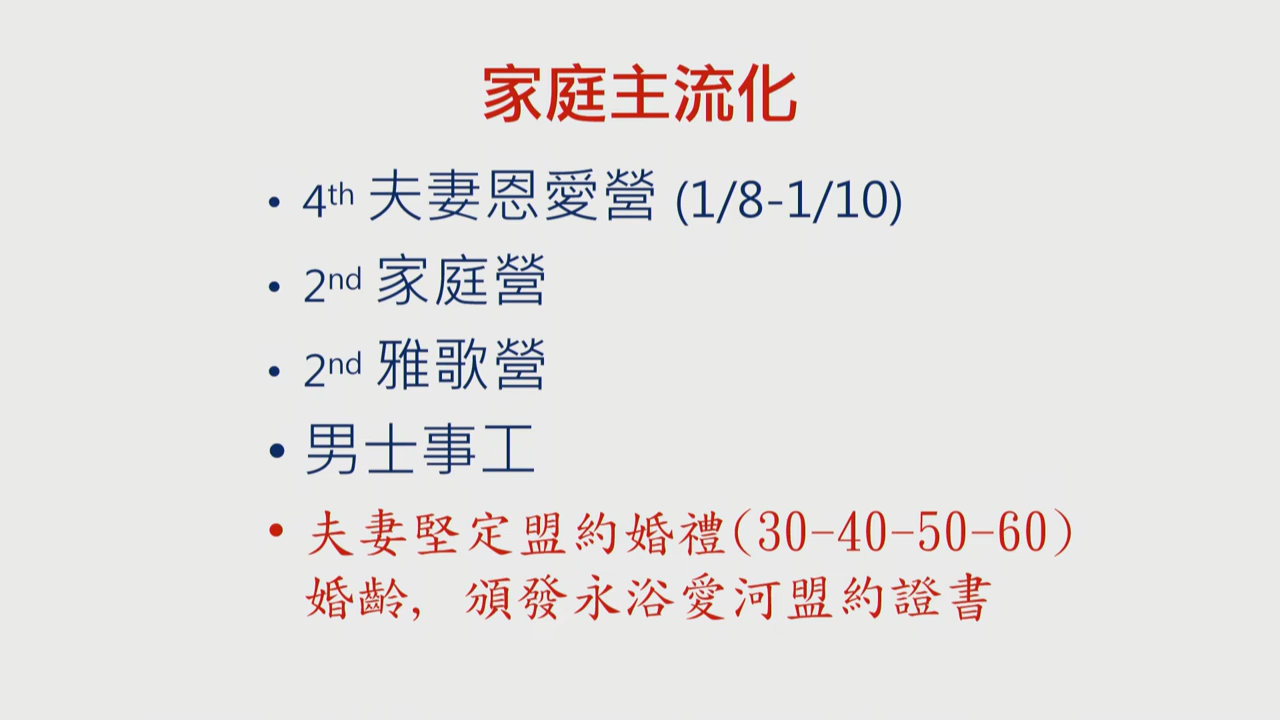 家庭主流化
• 4th 夫妻恩愛營 (1/8-1/10)
• 2nd 家庭營
• 2nd 雅歌營
• 男士事工
• 夫妻堅定盟約婚禮(30-40-50-60)
婚齡, 頒發永浴愛河盟約證書